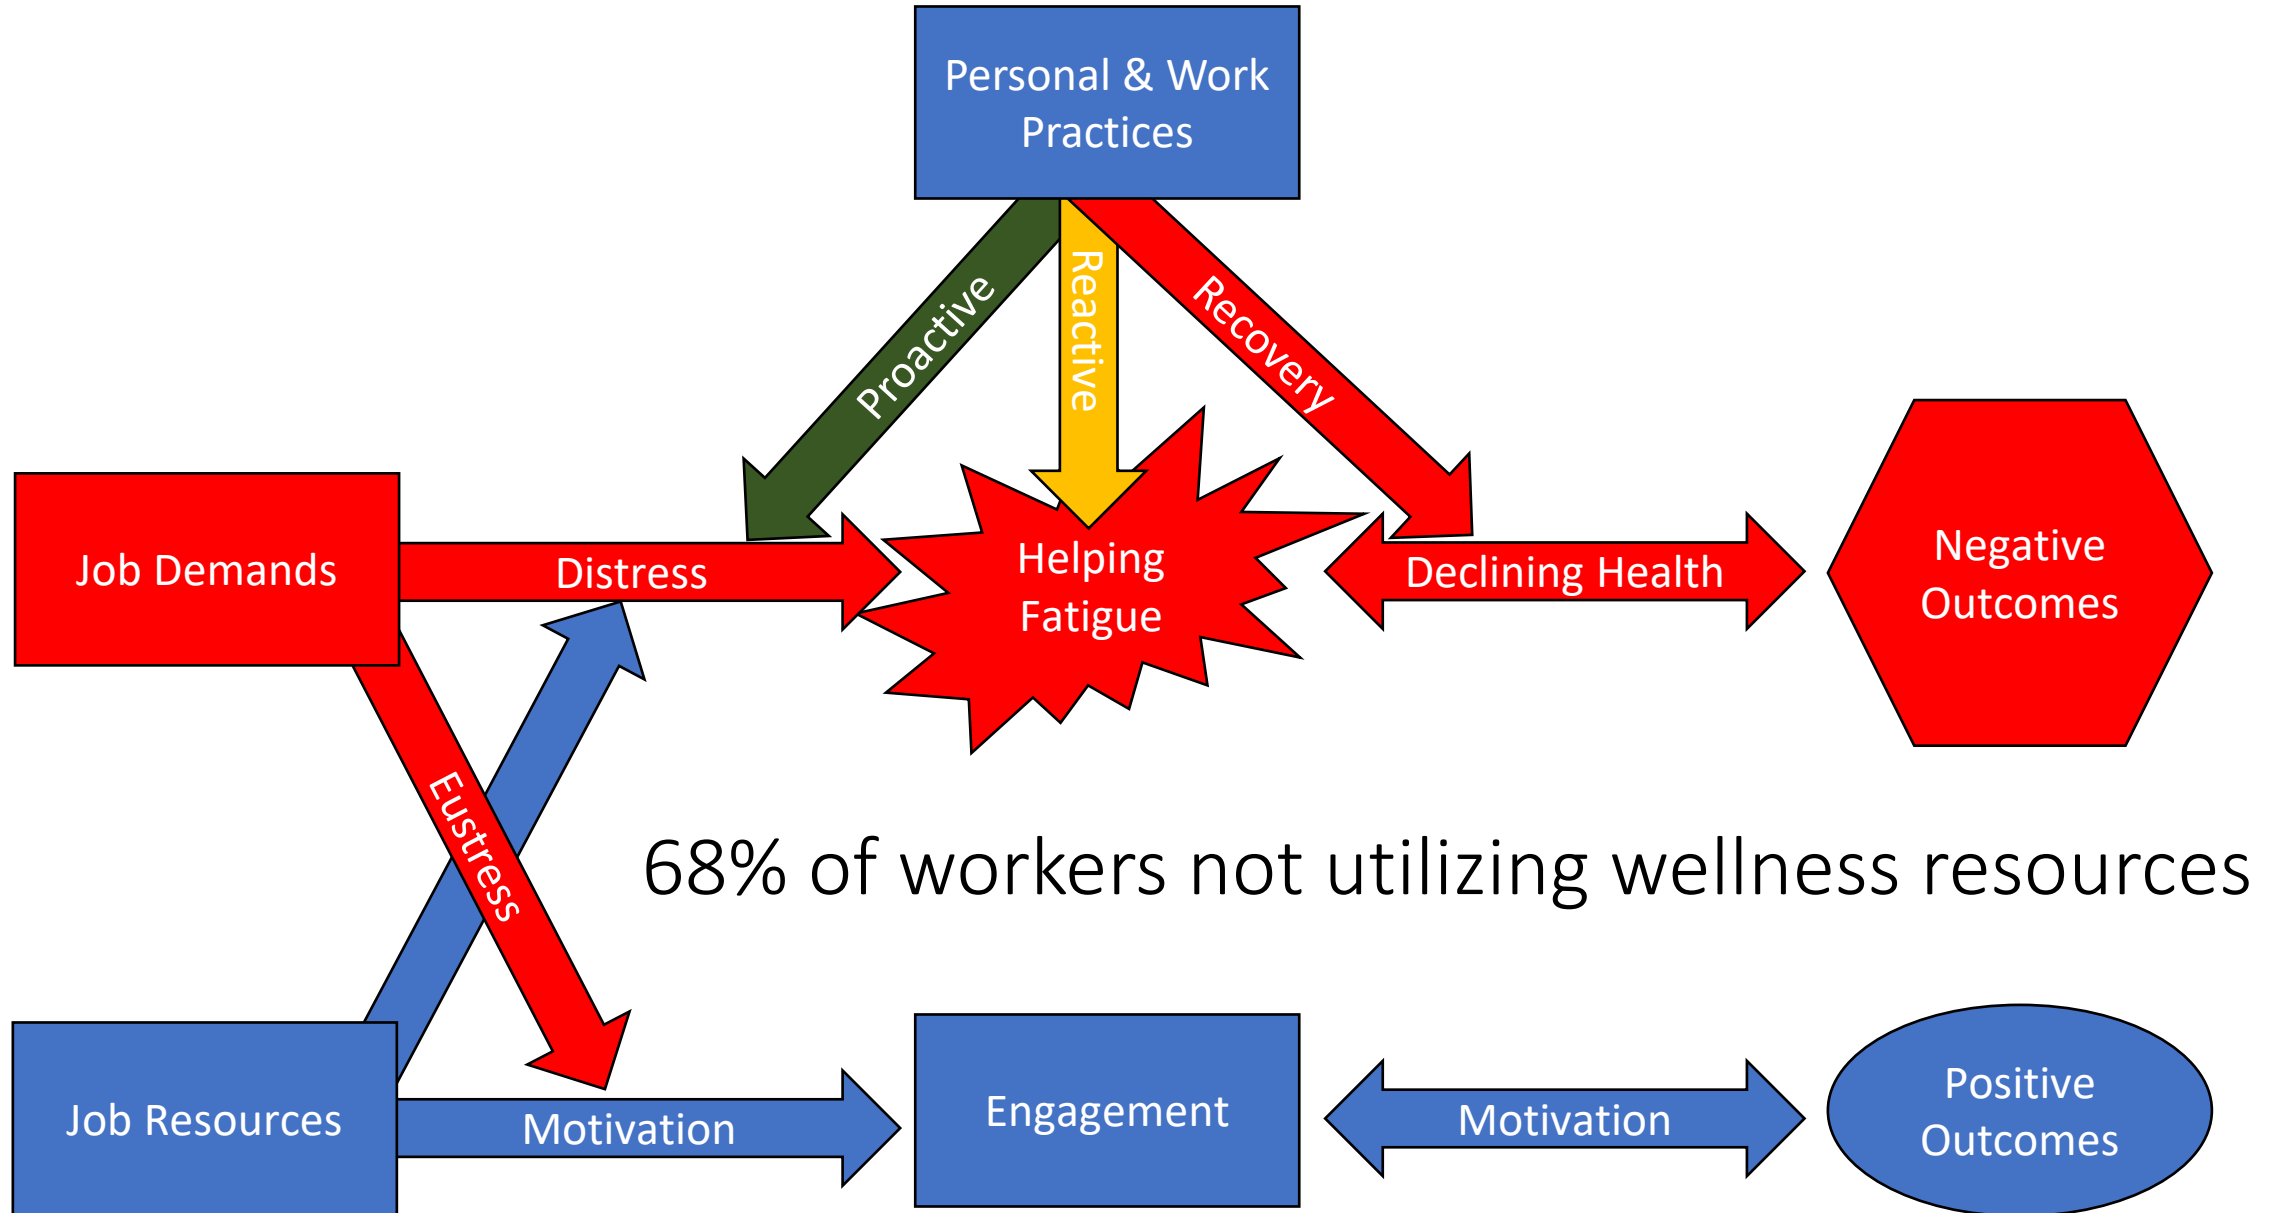 Personal & Work
Practices
Proactive
Reactive
Recovery
Job Demands
Distress
Helping
Fatigue
Declining Health
Negative
Outcomes
Eustress
68% of workers not utilizing wellness resources
Job Resources
Motivation
Engagement
Motivation
Positive
Outcomes